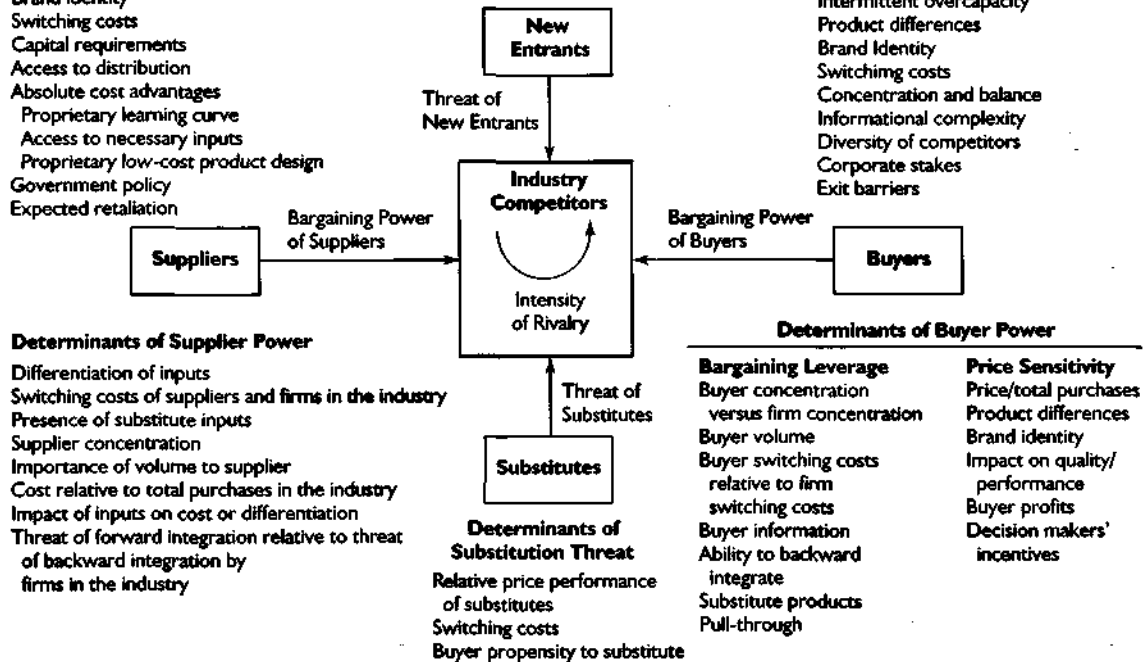 Brand identity
Switching costs
Capital requirements
Access to distribution
Absolute cost advantages
Proprietary learning curve
Access to necessary inputs
Proprietary low-cost product design
Government policy
Expected retaliation
New
Entrants
Threat of
New Entrants
Intermittent overcapacity
Product differences
Brand Identity
Switchimg costs
Concentration and balance
Informational complexity
Diversity of competitors
Corporate stakes
Exit barriers
Suppliers
Bargaining Power
of Suppliers
Industry
Competitors
Intensity
of Rivalry
Bargaining Power
of Buyers
Buyers
Determinants of Supplier Power
Differentiation of inputs
Switching costs of suppliers and firms in the industry
Presence of substitute inputs
Supplier concentration
Importance of volume to supplier
Cost relative to total purchases in the industry
Impact of inputs on cost or differentiation
Threat of forward integration relative to threat
of backward integration by
firms in the industry
Threat of
Substitutes
Substitutes
Determinants of
Substitution Threat
Relative price performance
of substitutes
Switching costs
Buyer propensity to substitute
Determinants of Buyer Power
Bargaining Leverage
Buyer concentration
versus firm concentration
Buyer volume
Buyer switching costs
relative to firm
switching costs
Buyer information
Ability to backward
integrate
Substitute products
Pull-through
Price Sensitivity
Price/total purchases
Product differences
Brand identity
Impact on quality/
performance
Buyer profits
Decision makers'
incentives